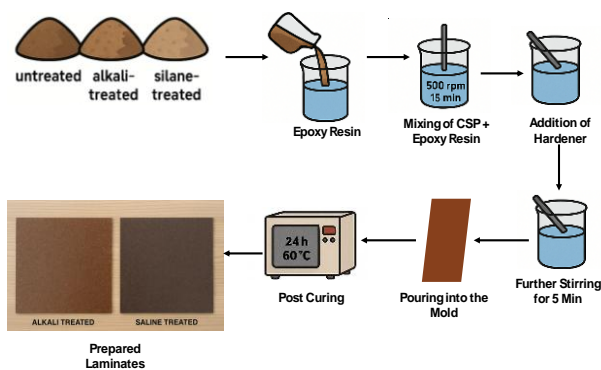 untreated
alkali-
treated
silane-
treated
Epoxy Resin
500 rpm
15 min
Mixing of CSP +
Epoxy Resin
Addition of
Hardener
Further Stirring
for 5 Min
Pouring into the
Mold
24 h
60 °C
Post Curing
ALKALI TREATED
SALINE TREATED
Prepared
Laminates